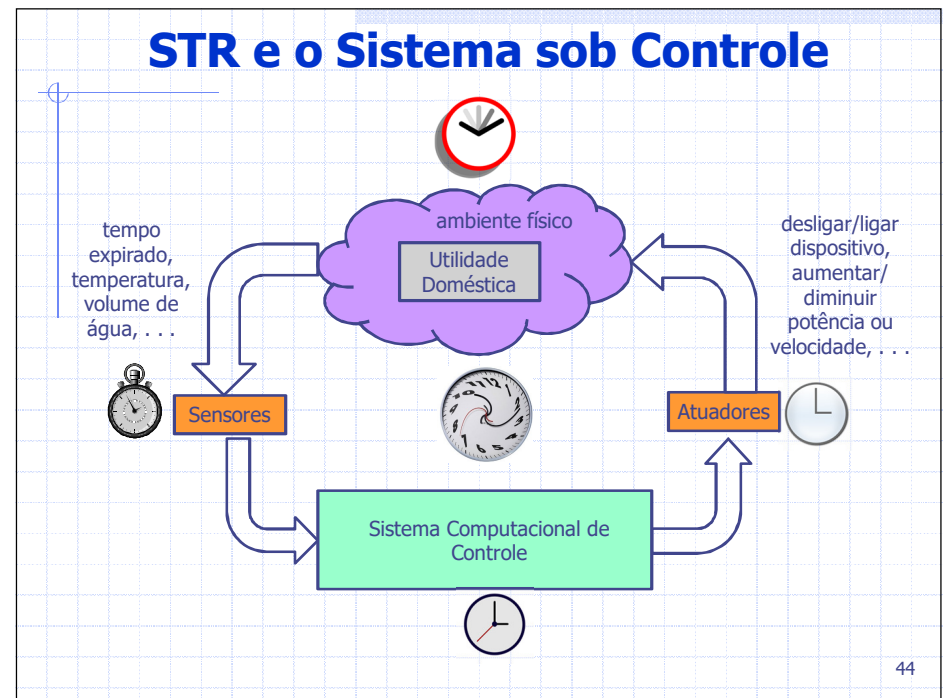 STR e o Sistema sob Controle
ambiente físico
Utilidade
Doméstica
tempo
expirado,
temperatura,
volume de
água, . . .
desligar/ligar
dispositivo,
aumentar/
diminuir
potência ou
velocidade, . . .
Sensores
Atuadores
Sistema Computacional de
Controle
44